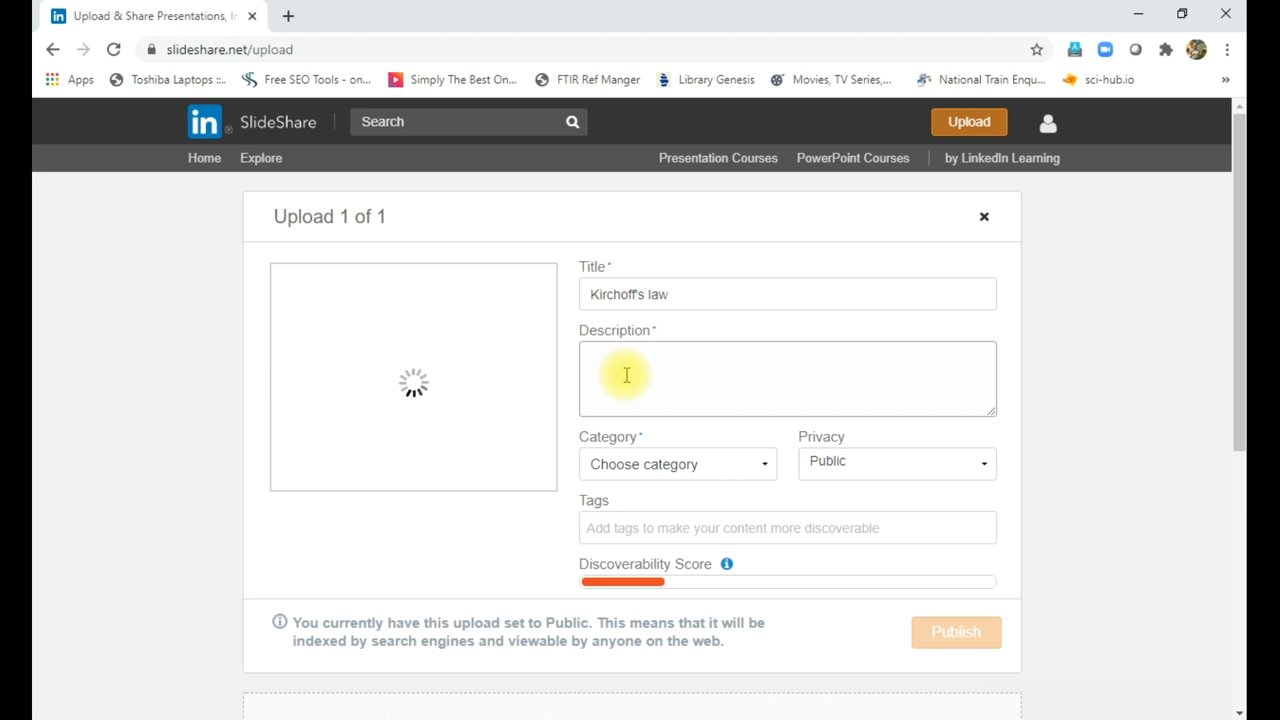 Upload & Share Presentations, In
slideshare.net/upload
Apps
Toshiba Laptops ::..
Free SEO Tools - on...
Simply The Best On...
FTIR Ref Manger
Library Genesis
Movies, TV Series,...
National Train Enqu...
sci-hub.io
»
in SlideShare
Search
Upload
Home
Explore
Presentation Courses
PowerPoint Courses
by LinkedIn Learning
Upload 1 of 1
Title*
Kirchoff's law
Description*
Category*
Privacy
Choose category
Public
Tags
Add tags to make your content more discoverable
Discoverability Score
You currently have this upload set to Public. This means that it will be
indexed by search engines and viewable by anyone on the web.
Publish